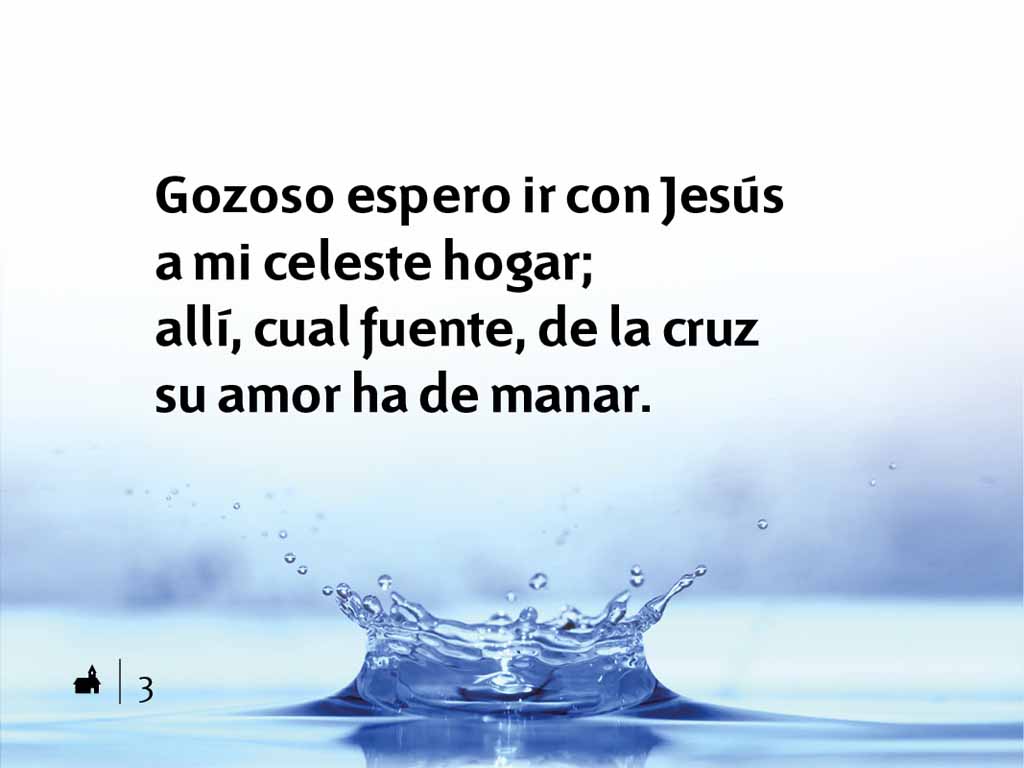 Gozoso espero ir con Jesús
a mi celeste hogar;
allí, cual fuente, de la cruz
su amor ha de manar.
3